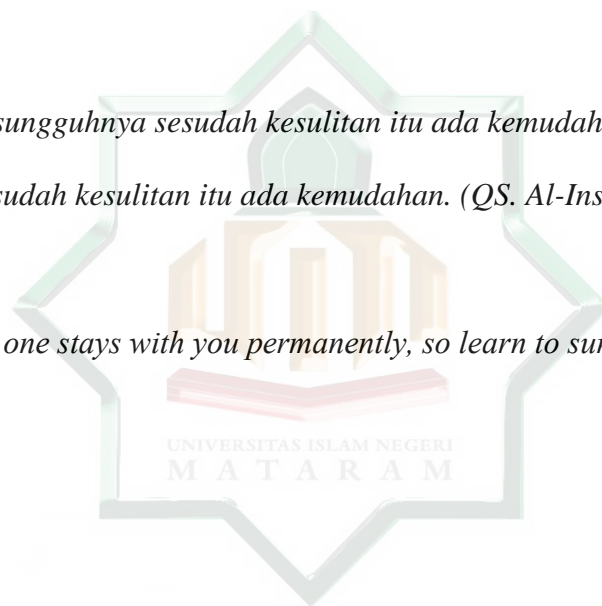 sungguhnya sesudah kesulitan itu ada kemudah
sudah kesulitan itu ada kemudahan. (QS. Al-Ins
one stays with you permanently, so learn to sur
UNIVERSITAS ISLAM NEGERI
MATARAM